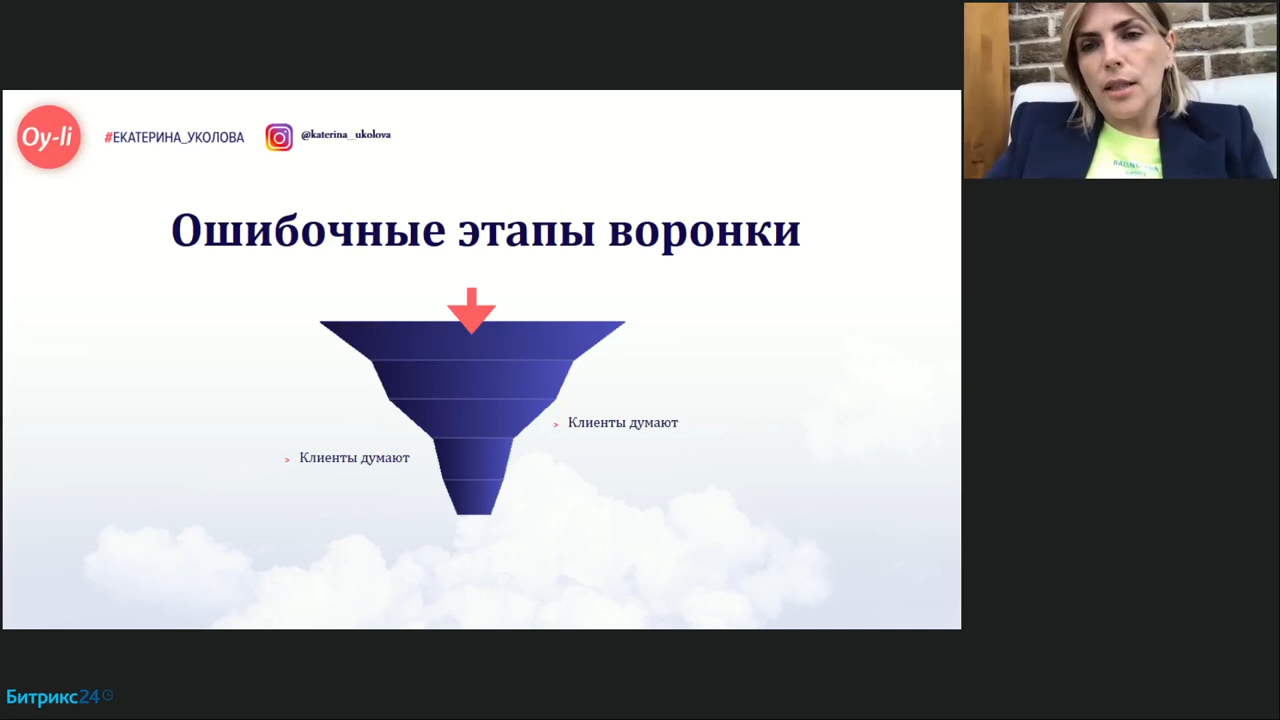 Oy-li
#ЕКАТЕРИНА_УКОЛОВА
@katerina_ukolova
Ошибочные этапы воронки
> Клиенты думают
> Клиенты думают
Битрикс24